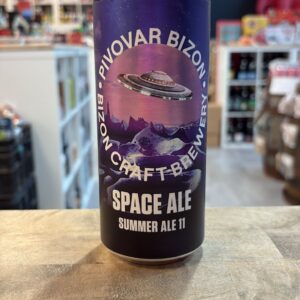 • PIVOVAR BIZON •
BIZON CRAFT BREWERY
SPACE ALE
SUMMER ALE 11